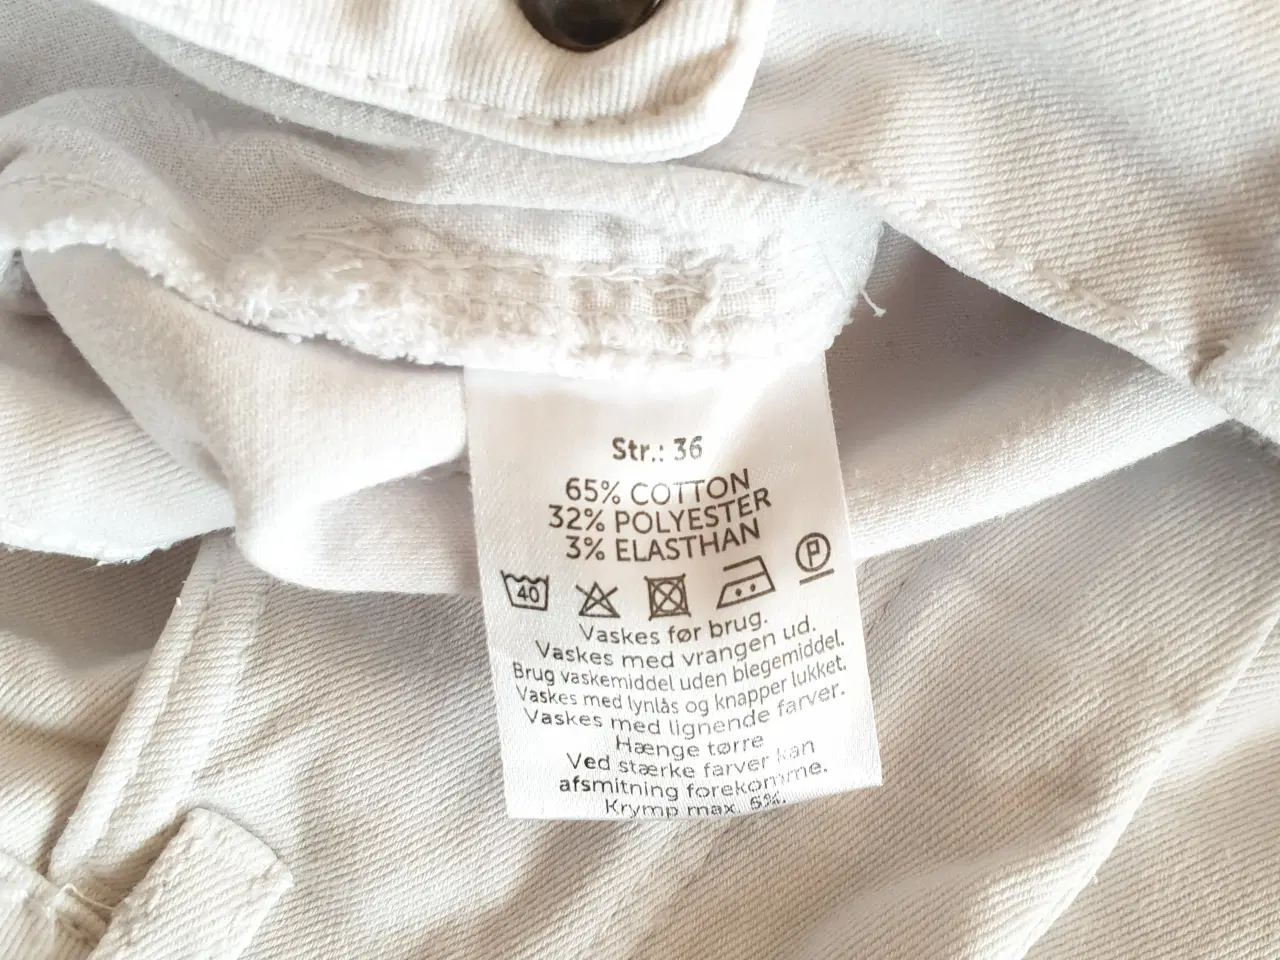 Str.: 36
65% COTTON
32% POLYESTER
3% ELASTHAN
40 P
Vaskes før brug.
Vaskes med vrangen ud.
Brug vaskemiddel uden blegemiddel.
Vaskes med lynlås og knapper lukket.
Vaskes med lignende farver.
Hænge tørre
Ved stærke farver kan
afsmitning forekomme.
Krymp max. 5%.